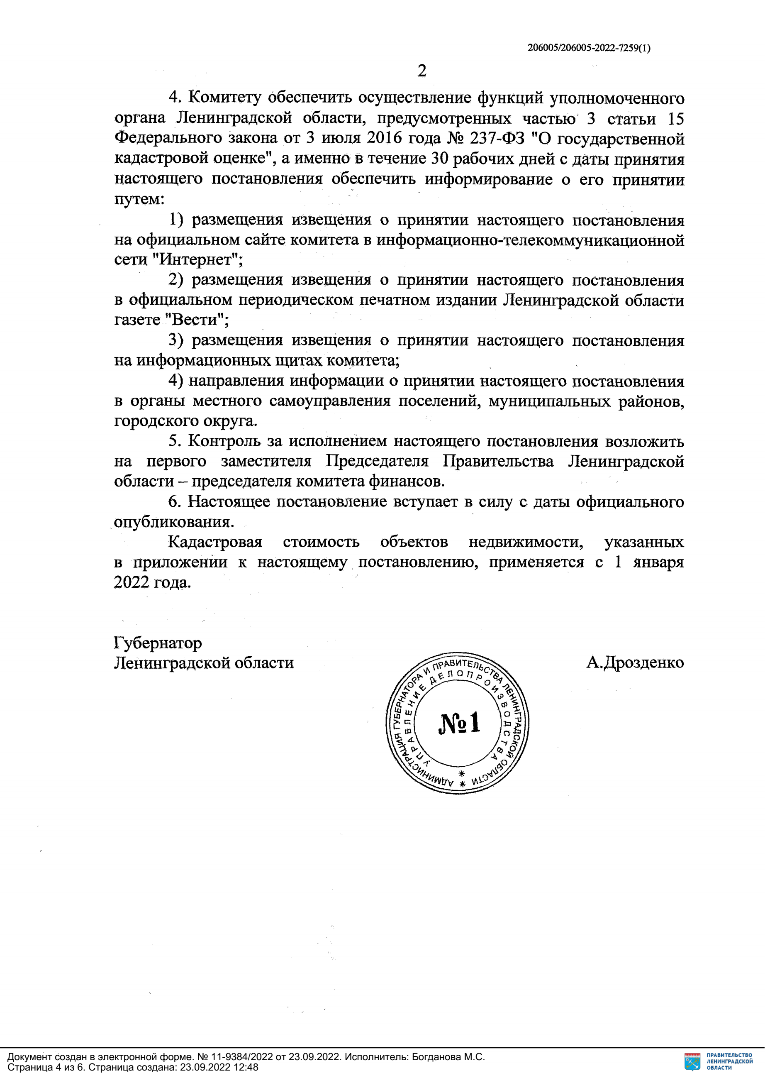 206005/206005-2022-7259(1)
2
4. Комитету обеспечить осуществление функций уполномоченного
органа Ленинградской области, предусмотренных частью 3 статьи 15
Федерального закона от 3 июля 2016 года № 237-ФЗ "О государственной
кадастровой оценке", а именно в течение 30 рабочих дней с даты принятия
настоящего постановления обеспечить информирование о его принятии
путем:
1) размещения извещения о принятии настоящего постановления
на официальном сайте комитета в информационно-телекоммуникационной
сети "Интернет";
2) размещения извещения о принятии настоящего постановления
в официальном периодическом печатном издании Ленинградской области
газете "Вести";
3) размещения извещения о принятии настоящего постановления
на информационных щитах комитета;
4) направления информации о принятии настоящего постановления
в органы местного самоуправления поселений, муниципальных районов,
городского округа.
5. Контроль за исполнением настоящего постановления возложить
на первого заместителя Председателя Правительства Ленинградской
области – председателя комитета финансов.
6. Настоящее постановление вступает в силу с даты официального
опубликования.
Кадастровая стоимость объектов недвижимости, указанных
в приложении к настоящему постановлению, применяется с 1 января
2022 года.
Губернатор
Ленинградской области
А.Дрозденко
АДМИНИСТРАЦИЯ ГУБЕРНАТОРА И ПРАВИТЕЛЬСТВА ЛЕНИНГРАДСКОЙ ОБЛАСТИ
УПРАВЛЕНИЕ ДЕЛОПРОИЗВОДСТВА
№1
Документ создан в электронной форме. № 11-9384/2022 от 23.09.2022. Исполнитель: Богданова М.С.
Страница 4 из 6. Страница создана: 23.09.2022 12:48
ПРАВИТЕЛЬСТВО
ЛЕНИНГРАДСКОЙ
ОБЛАСТИ